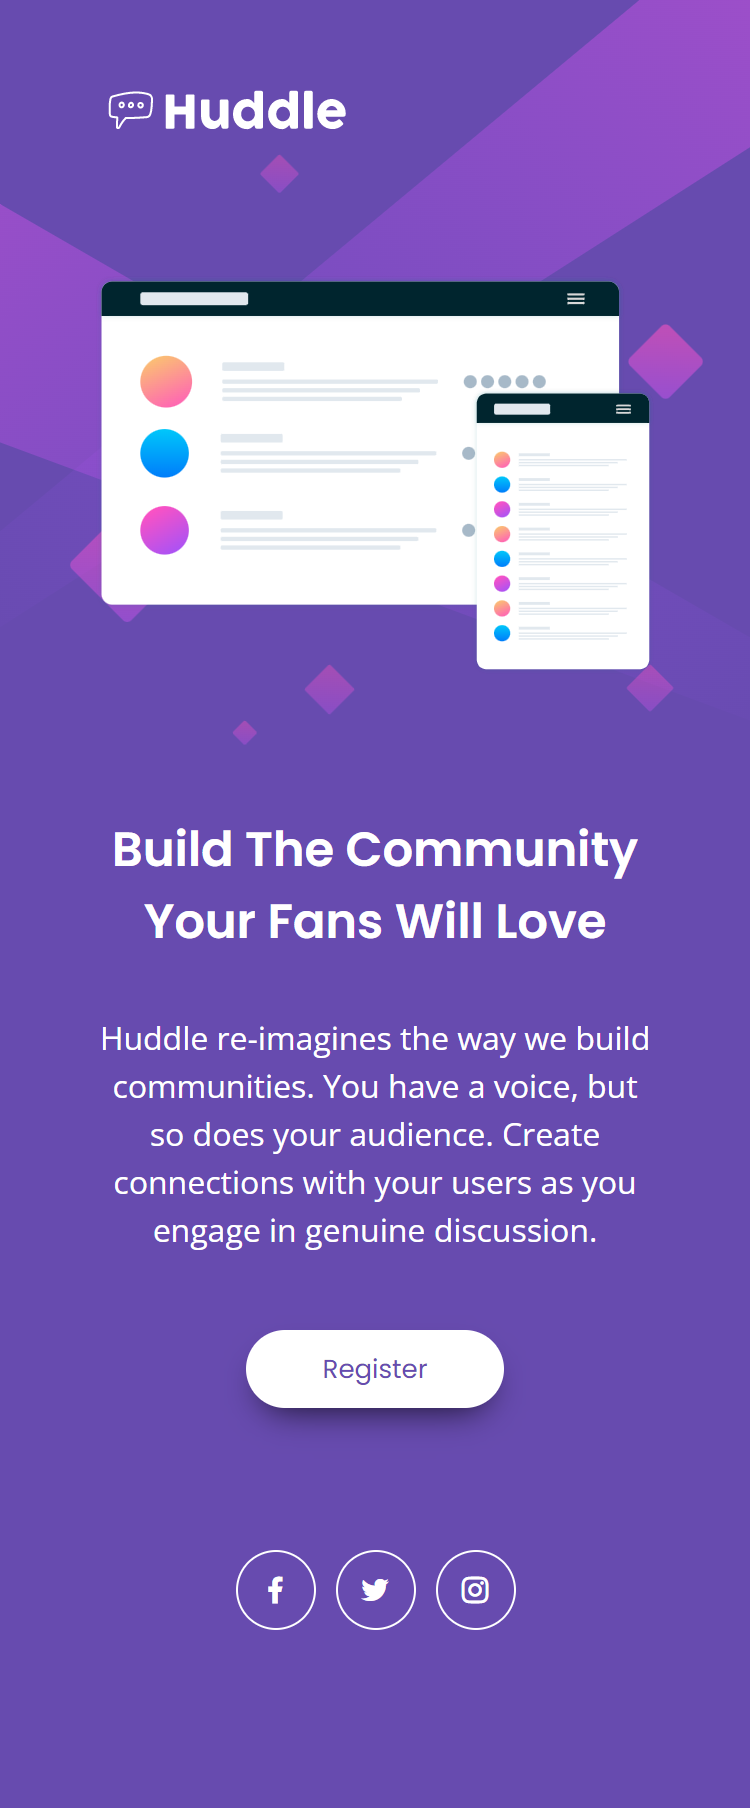 Huddle
Build The Community
Your Fans Will Love
Huddle re-imagines the way we build
communities. You have a voice, but
so does your audience. Create
connections with your users as you
engage in genuine discussion.
Register